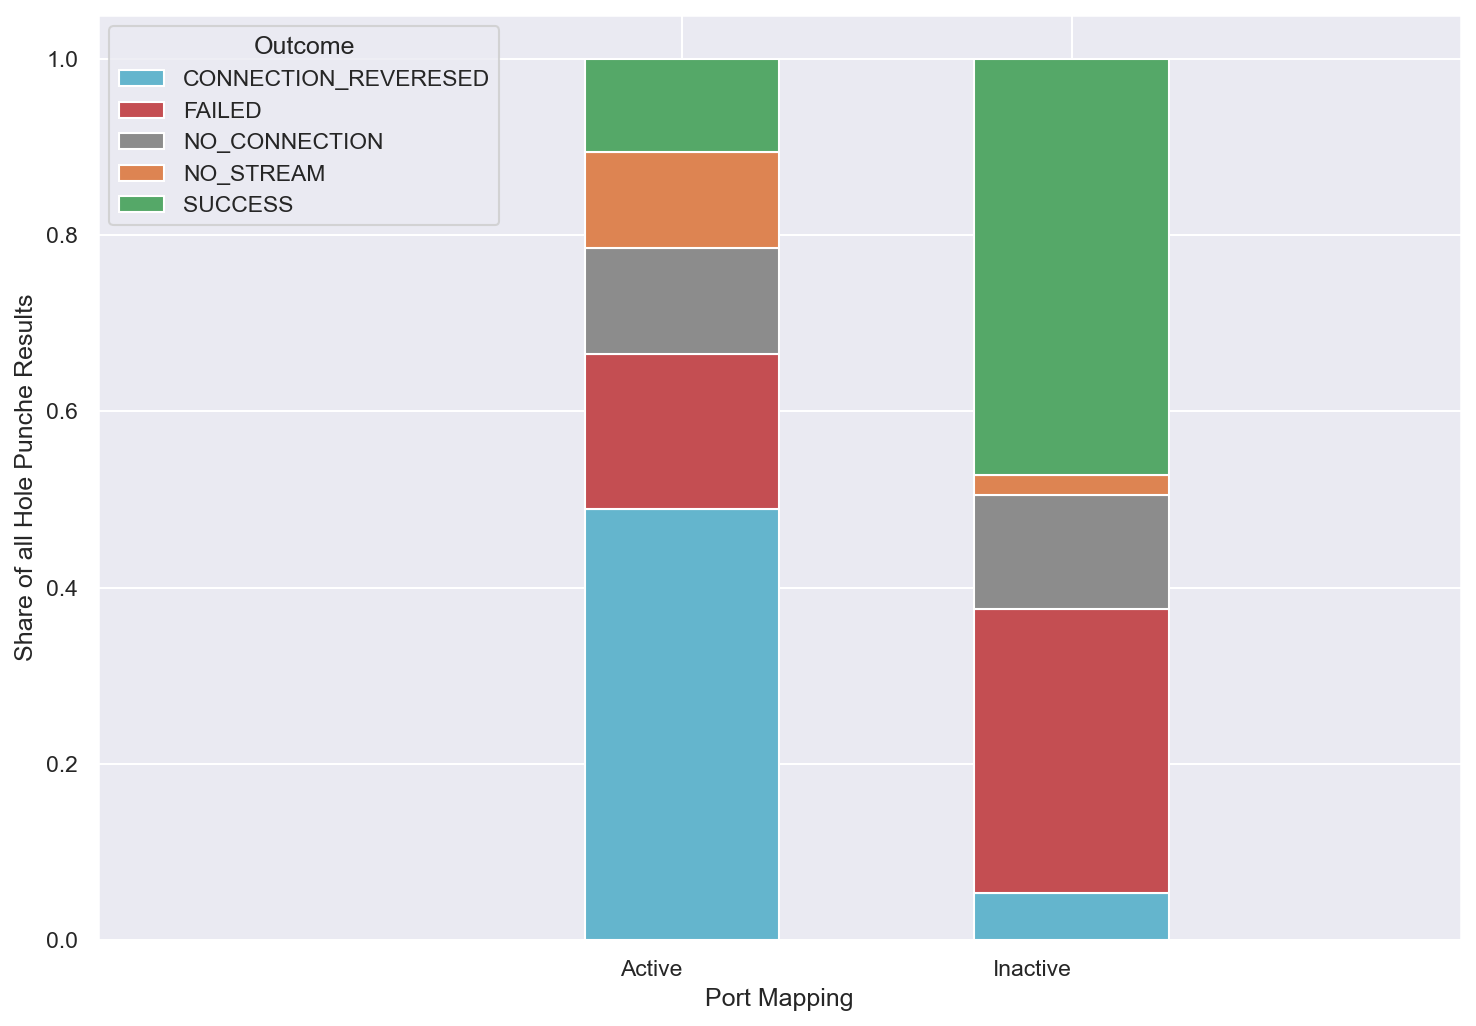 Outcome
CONNECTION_REVERESED
FAILED
NO_CONNECTION
NO_STREAM
SUCCESS
1.0
0.8
0.6
0.4
0.2
0.0
Share of all Hole Punche Results
Active
Inactive
Port Mapping